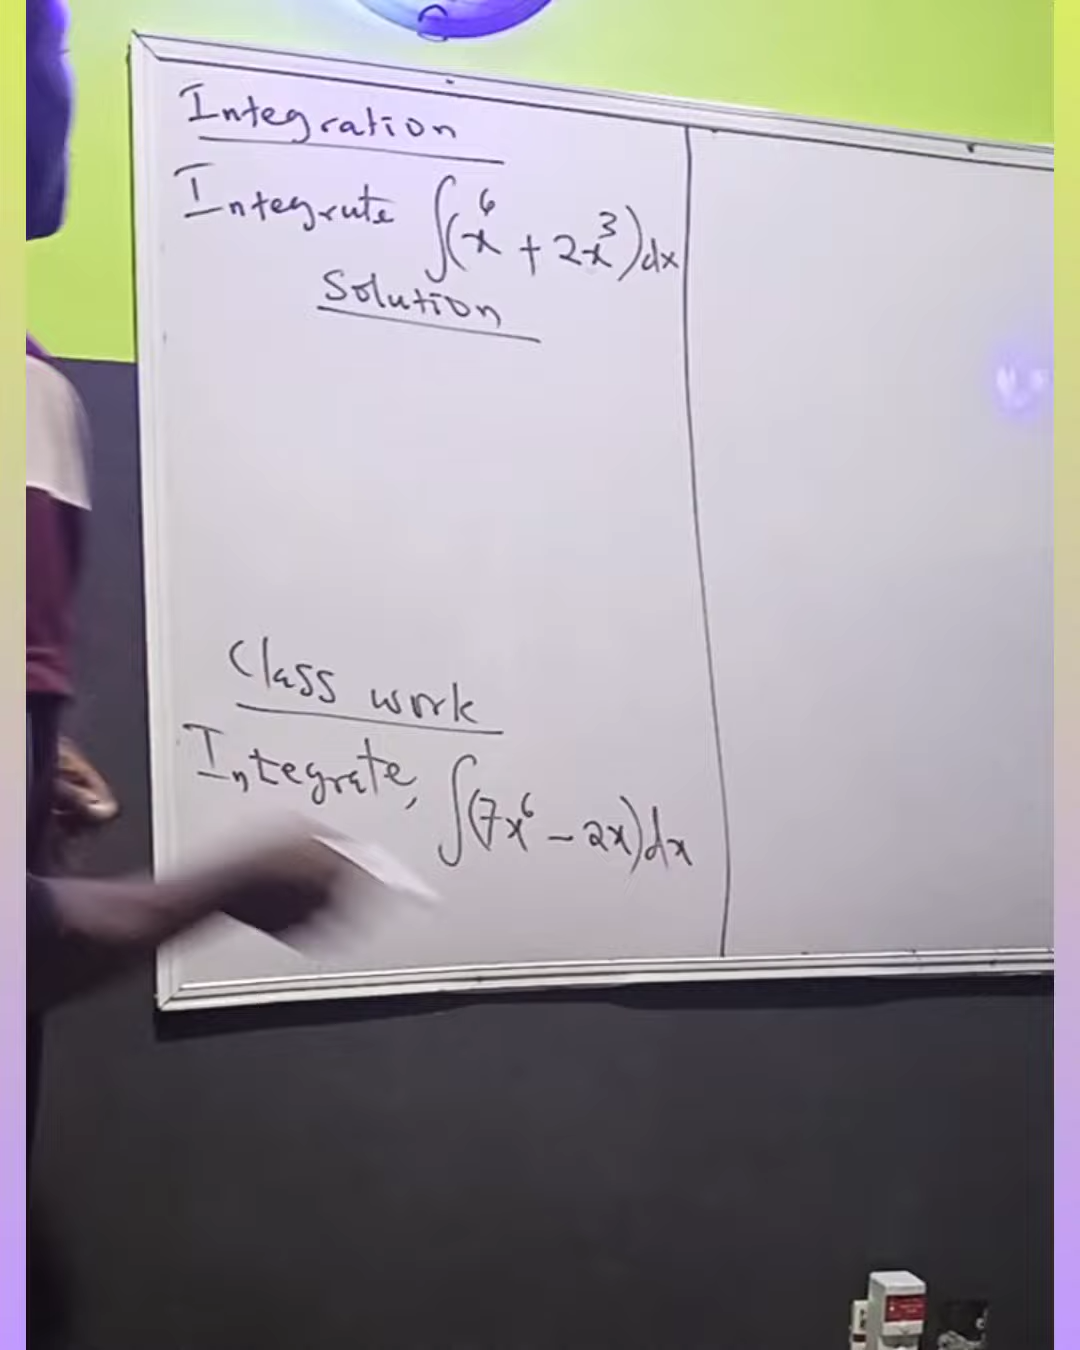 Integration
Integrate ∫(x⁶ + 2x³)dx
Solution
Class work
Integrate, ∫(7x⁶ - 2x)dx